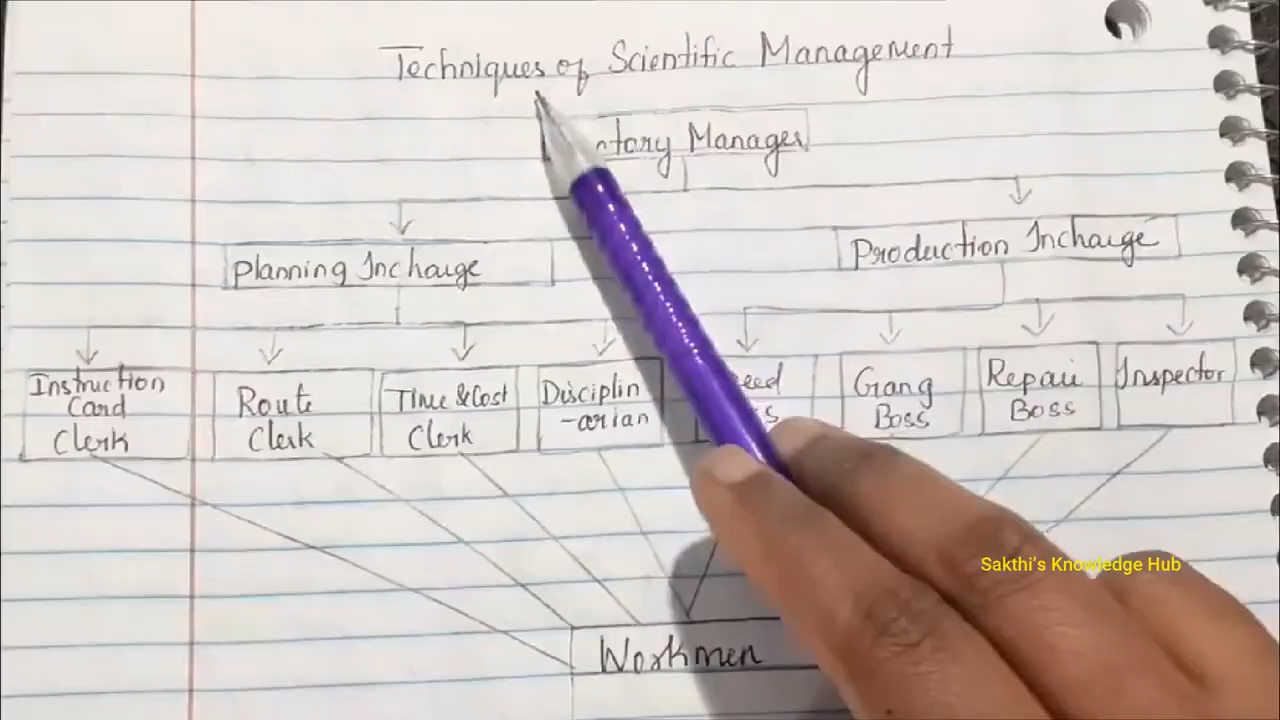 Techniques of Scientific Management
Manager
Planning Incharge
Production Incharge
Instruction
Card
Clerk
Route
Clerk
Time & Cost
Clerk
Disciplin
-arian
Gang
Boss
Repair
Boss
Inspector
Sakthi's Knowledge Hub
Workmen